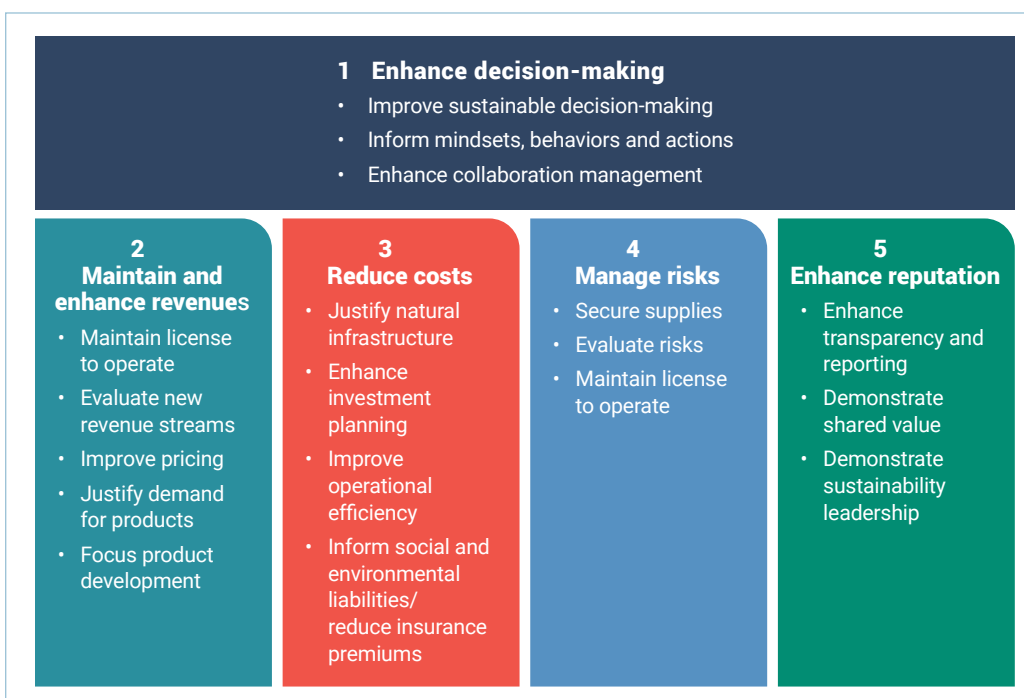 1 Enhance decision-making
• Improve sustainable decision-making
• Inform mindsets, behaviors and actions
• Enhance collaboration management
2
Maintain and
enhance revenues
• Maintain license
to operate
• Evaluate new
revenue streams
• Improve pricing
• Justify demand
for products
• Focus product
development
3
Reduce costs
• Justify natural
infrastructure
• Enhance
investment
planning
• Improve
operational
efficiency
• Inform social and
environmental
liabilities/
reduce insurance
premiums
4
Manage risks
• Secure supplies
• Evaluate risks
• Maintain license
to operate
5
Enhance reputation
• Enhance
transparency and
reporting
• Demonstrate
shared value
• Demonstrate
sustainability
leadership